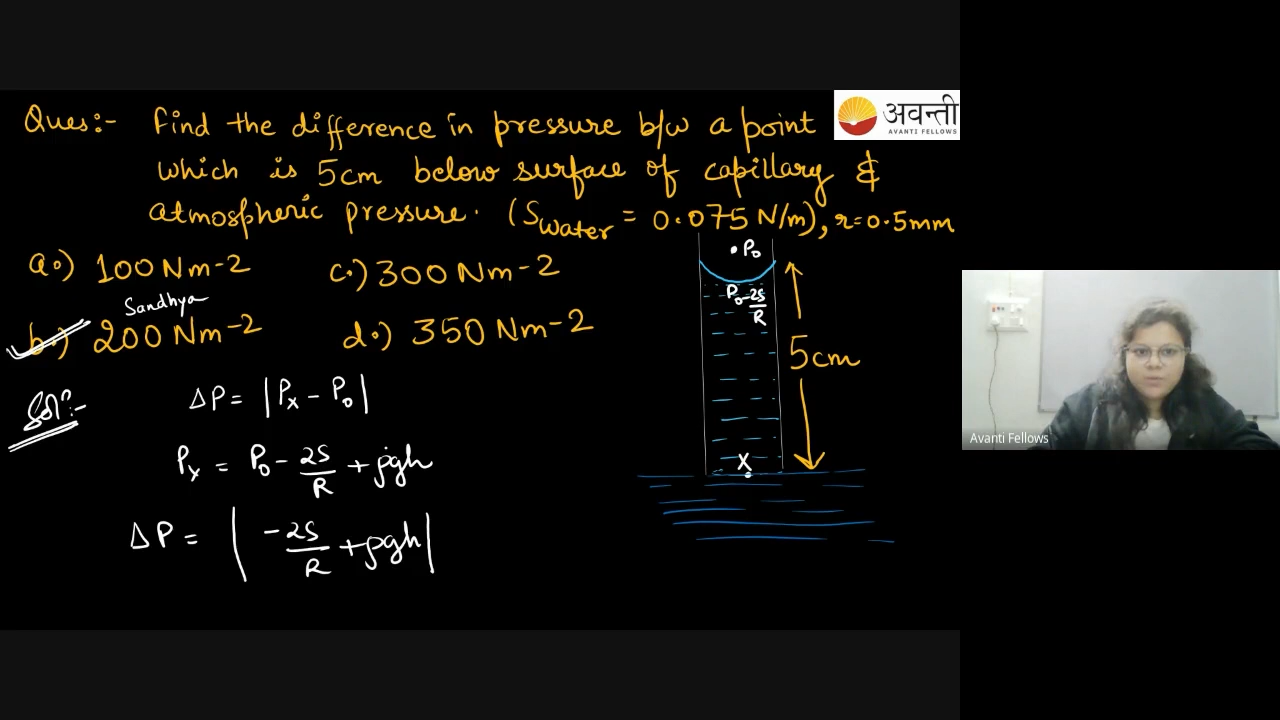 Ques:- Find the difference in pressure b/w a point
which is 5cm below surface of capillary &
atmospheric pressure. (Swater = 0.075 N/m), r=0.5mm
अवन्ती
AVANTI FELLOWS
a.) 100 Nm-2
c.) 300 Nm-2
Sandhya
b.) 200 Nm-2
d.) 350 Nm-2
Sol:-
ΔP = |Px - P0|
Px = P0 - 2S/R + ρgh
ΔP = | -2S/R + ρgh |
P0
P0 - 2S/R
5cm
X
Avanti Fellows